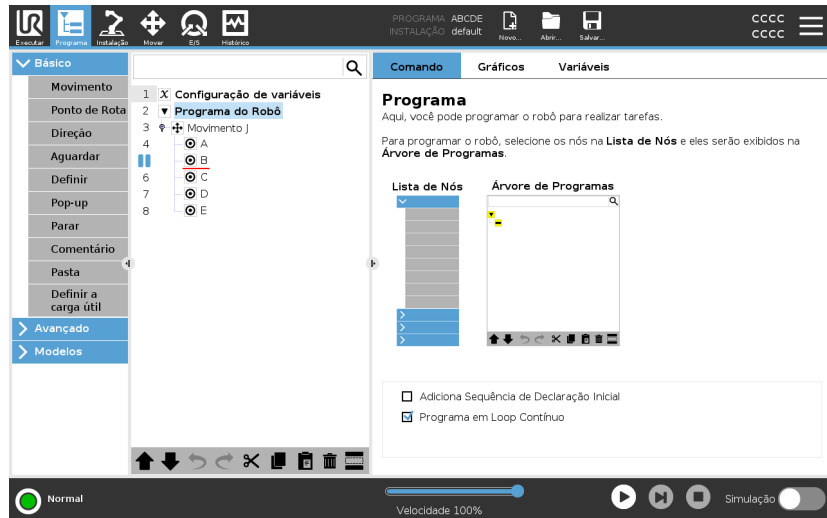 UR
PROGRAMA ABCDE
INSTALAÇÃO default
CCCC
CCCC
Executar Programa Instalação Mover E/S Histórico Novo... Abrir... Salvar...
Básico
Movimento
Ponto de Rota
Direção
Aguardar
Definir
Pop-up
Parar
Comentário
Pasta
Definir a
carga útil
Avançado
Modelos
1 X Configuração de variáveis
2 Programa do Robô
3 Movimento J
4 A
B
6 C
7 D
8 E
Comando Gráficos Variáveis
Programa
Aqui, você pode programar o robô para realizar tarefas.
Para programar o robô, selecione os nós na Lista de Nós e eles serão exibidos na
Árvore de Programas.
Lista de Nós Árvore de Programas
Adiciona Sequência de Declaração Inicial
Programa em Loop Contínuo
Normal
Velocidade 100%
Simulação